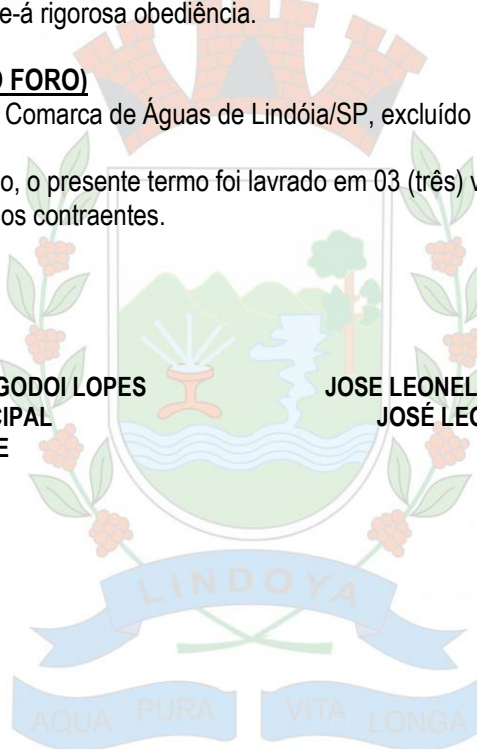 e-á rigorosa obediência.
O FORO)
Comarca de Águas de Lindóia/SP, excluído
o, o presente termo foi lavrado em 03 (três) v
os contraentes.
GODOI LOPES JOSE LEONEL
CIPAL JOSÉ LEO
E
LINDOYA
AQUA PURA VITA LONGA